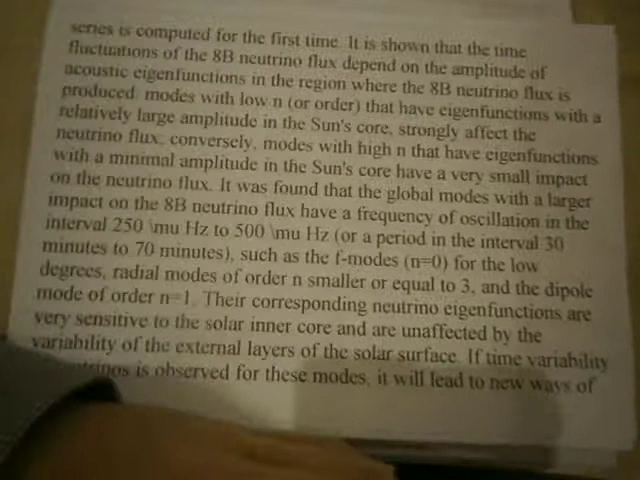 series is computed for the first time. It is shown that the time
fluctuations of the 8B neutrino flux depend on the amplitude of
acoustic eigenfunctions in the region where the 8B neutrino flux is
produced: modes with low n (or order) that have eigenfunctions with a
relatively large amplitude in the Sun's core, strongly affect the
neutrino flux; conversely, modes with high n that have eigenfunctions
with a minimal amplitude in the Sun's core have a very small impact
on the neutrino flux. It was found that the global modes with a larger
impact on the 8B neutrino flux have a frequency of oscillation in the
interval 250 \mu Hz to 500 \mu Hz (or a period in the interval 30
minutes to 70 minutes), such as the f-modes (n=0) for the low
degrees, radial modes of order n smaller or equal to 3, and the dipole
mode of order n=1. Their corresponding neutrino eigenfunctions are
very sensitive to the solar inner core and are unaffected by the
variability of the external layers of the solar surface. If time variability
is observed for these modes, it will lead to new ways of